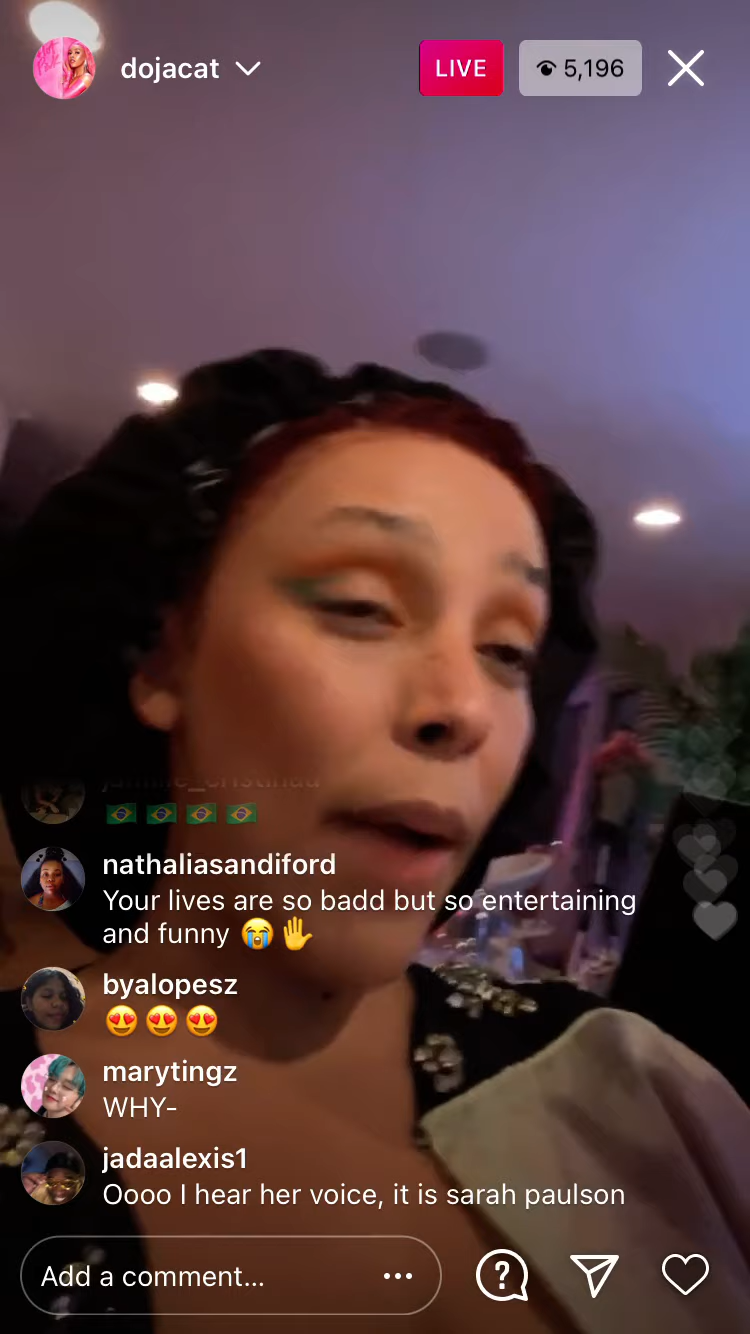 dojacat
LIVE
5,196
🇧🇷 🇧🇷 🇧🇷 🇧🇷
nathaliasandiford
Your lives are so badd but so entertaining
and funny 😭🤚
byalopesz
😍😍😍
marytingz
WHY-
jadaalexis1
Oooo I hear her voice, it is sarah paulson
Add a comment...